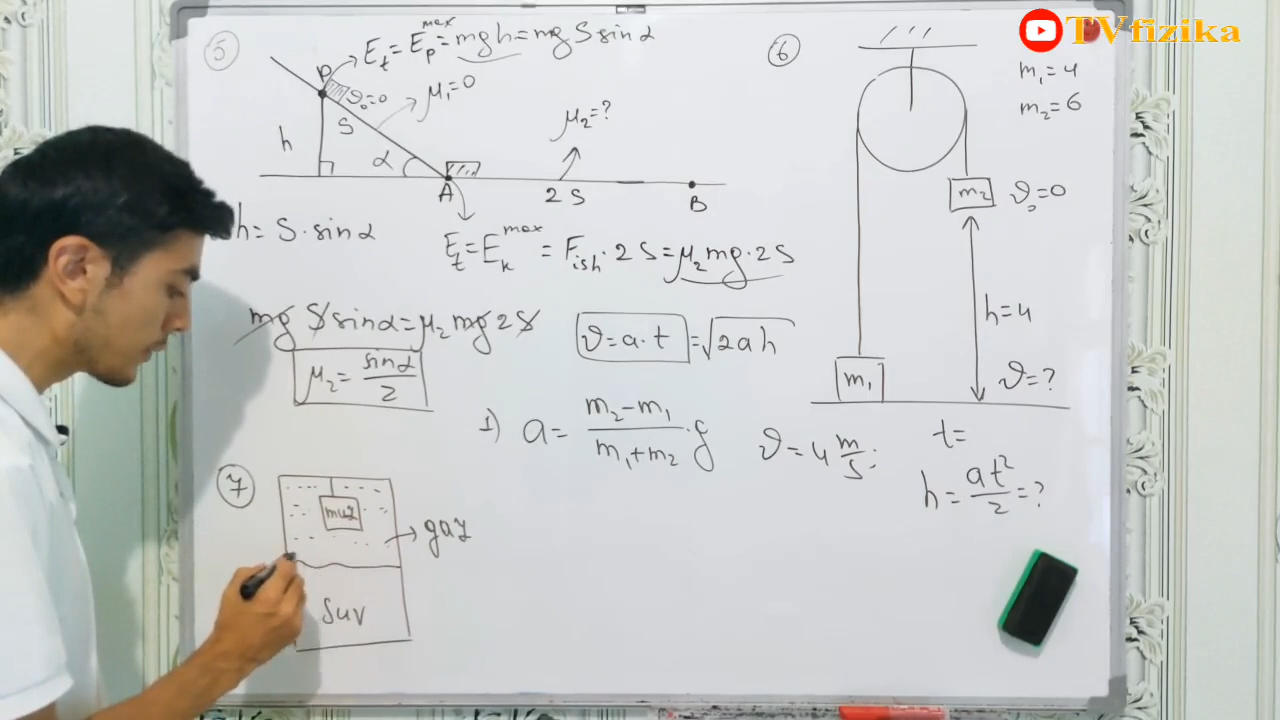 TVfizika
5
E_t = E_p^max = mgh = mg S sinα
P
ϑ₀=0
μ₁=0
S
h
α
μ₂=?
A
2S
B
h = S·sinα
E_t = E_k^max = F_ish·2S = μ₂mg·2S
mg S sinα = μ₂ mg 2S
μ₂ = sinα/2
ϑ = a·t = √2ah
1) a = (m₂−m₁)/(m₁+m₂)·g
ϑ = 4 m/s;
6
m₁=4
m₂=6
m₂
ϑ₀=0
h=4
m₁
ϑ=?
t=
h = at²/2 = ?
7
muz
gaz
Suv